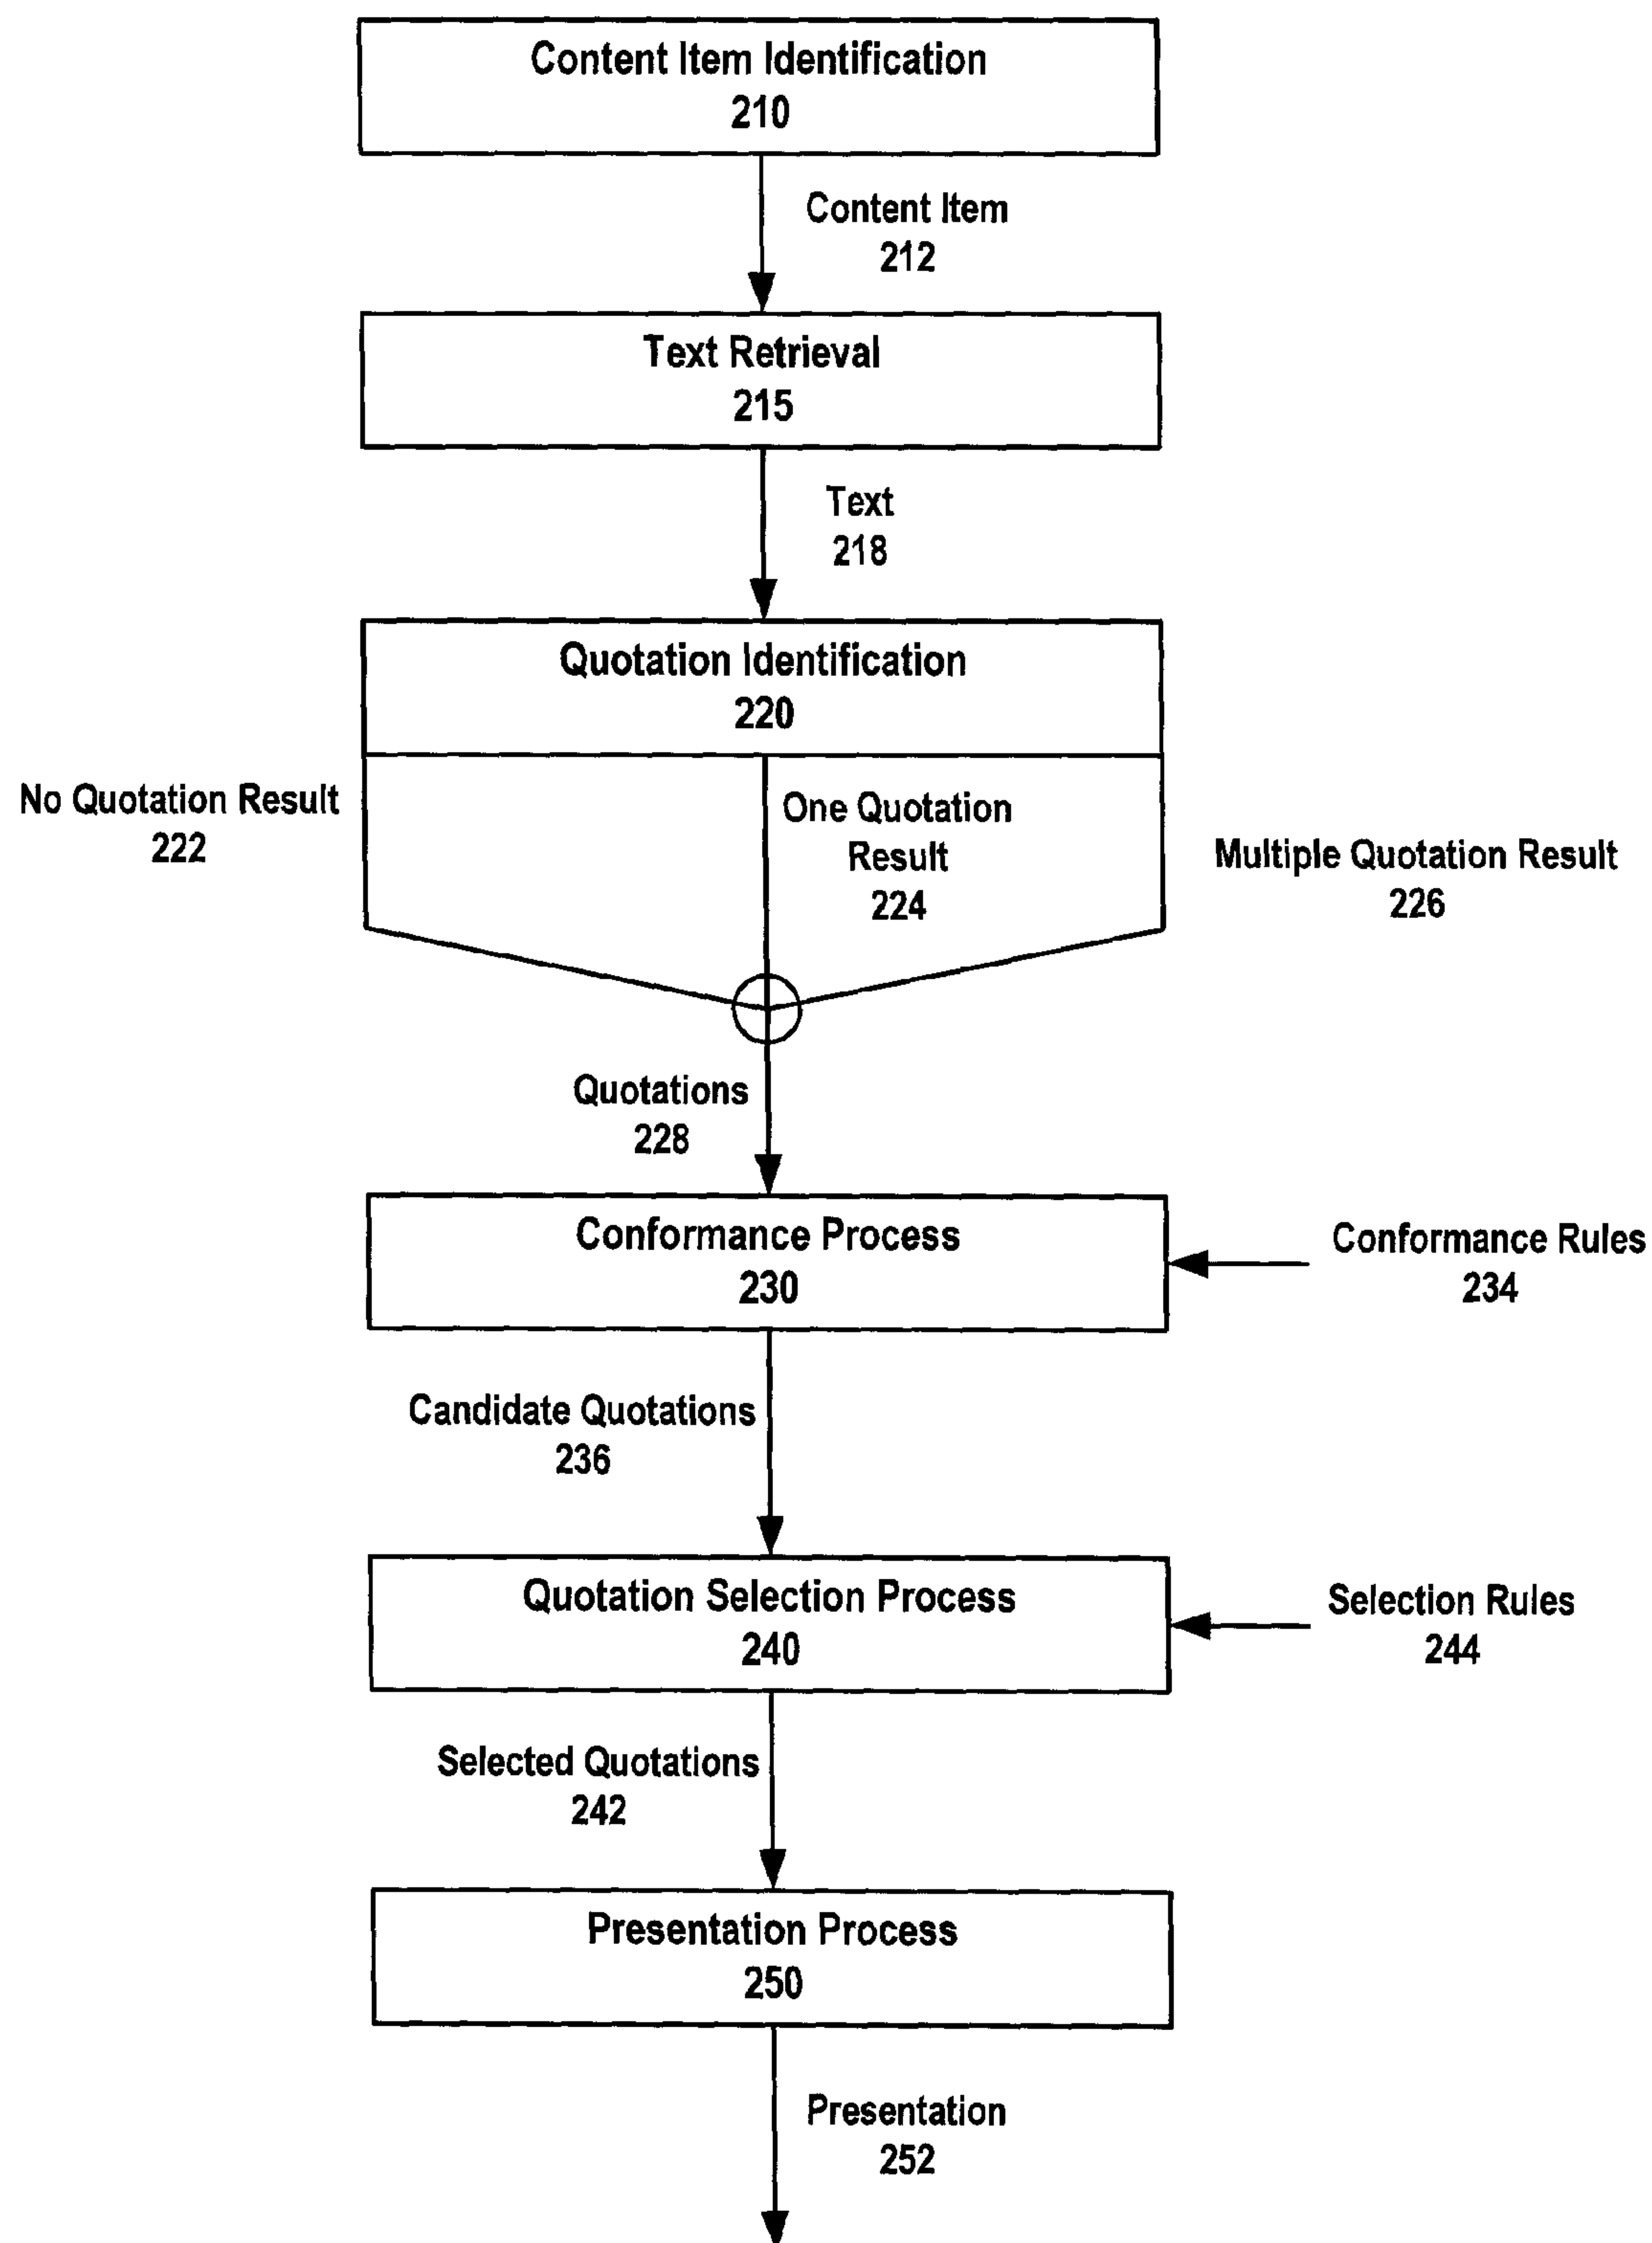 Content Item Identification
210
Content Item
212
Text Retrieval
215
Text
218
Quotation Identification
220
No Quotation Result
222
One Quotation
Result
224
Multiple Quotation Result
226
Quotations
228
Conformance Process
230
Conformance Rules
234
Candidate Quotations
236
Quotation Selection Process
240
Selection Rules
244
Selected Quotations
242
Presentation Process
250
Presentation
252